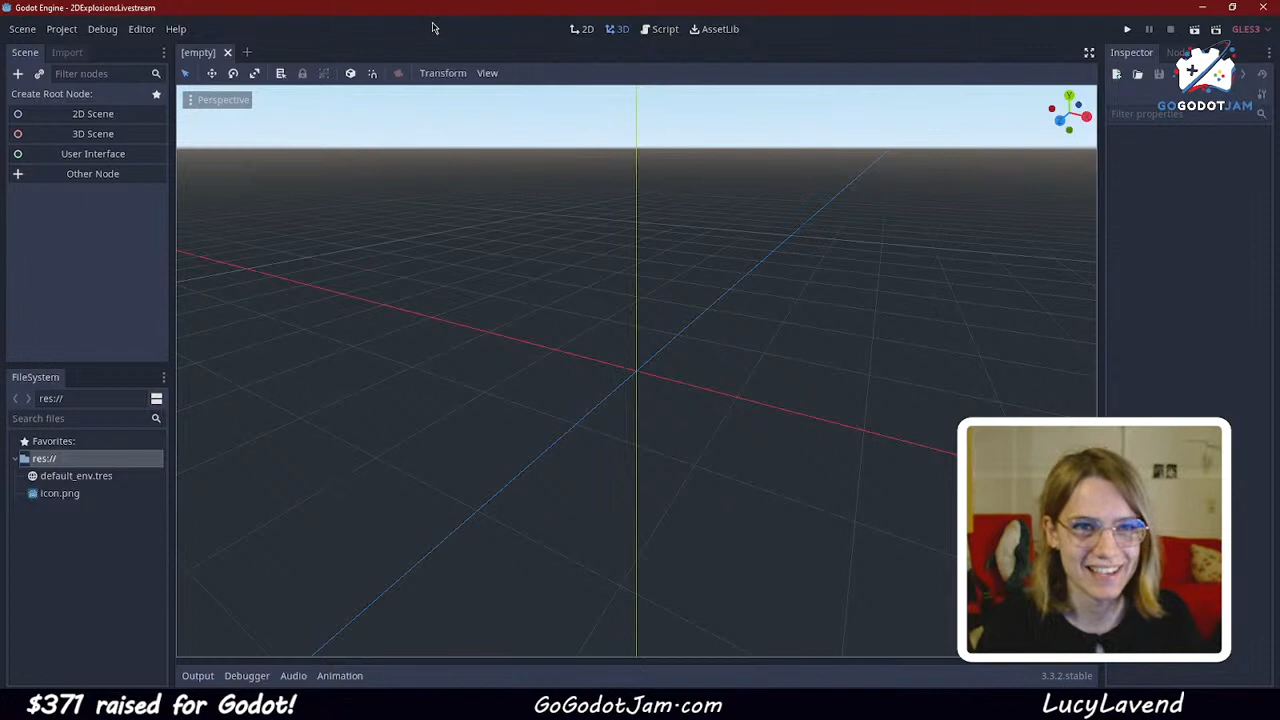 Godot Engine - 2DExplosionsLivestream
Scene Project Debug Editor Help
2D 3D Script AssetLib
GLES3
Scene Import
[empty]
Inspector
Filter nodes
Transform View
Create Root Node:
2D Scene
3D Scene
User Interface
Other Node
Perspective
Y
GOGODOTJAM
Filter properties
FileSystem
res://
Search files
Favorites:
res://
default_env.tres
icon.png
Output Debugger Audio Animation
3.3.2.stable
$371 raised for Godot!
GoGodotJam.com
LucyLavend